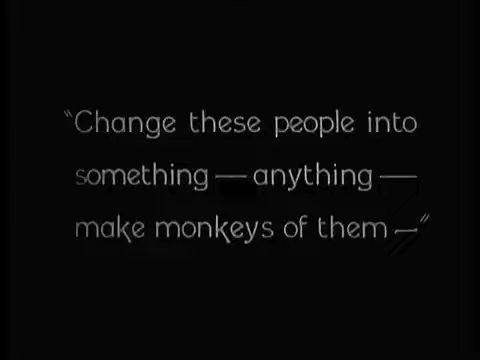 “Change these people into
something — anything —
make monkeys of them —”